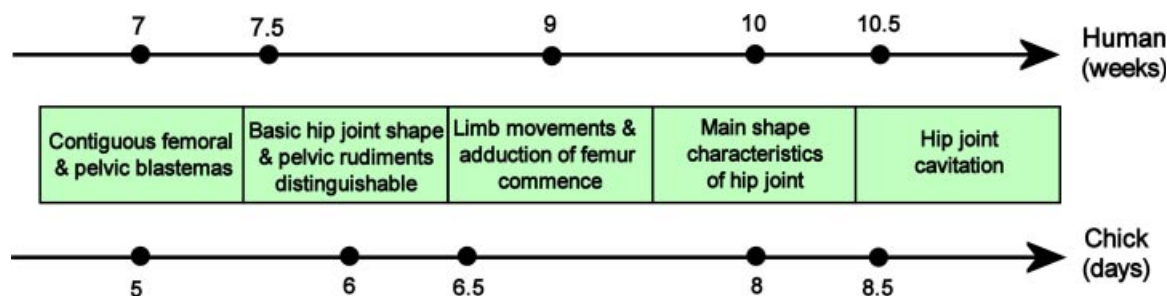 7
7.5
9
10
10.5
Human
(weeks)
Contiguous femoral
& pelvic blastemas
Basic hip joint shape
& pelvic rudiments
distinguishable
Limb movements &
adduction of femur
commence
Main shape
characteristics
of hip joint
Hip joint
cavitation
Chick
(days)
5
6
6.5
8
8.5